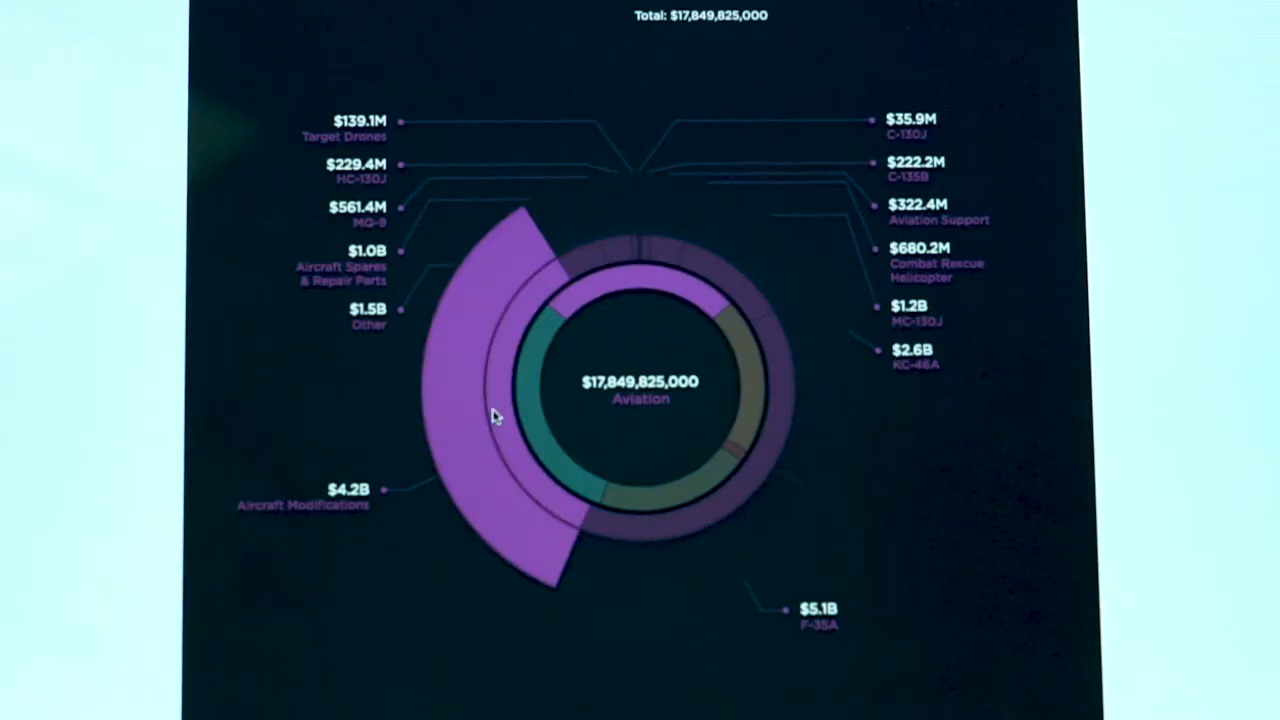 Total: $17,849,825,000
$139.1M
Target Drones
$229.4M
HC-130J
$561.4M
MQ-9
$1.0B
Aircraft Spares
& Repair Parts
$1.5B
Other
$4.2B
Aircraft Modifications
$17,849,825,000
Aviation
$35.9M
C-130J
$222.2M
C-135B
$322.4M
Aviation Support
$680.2M
Combat Rescue
Helicopter
$1.2B
MC-130J
$2.6B
KC-46A
$5.1B
F-35A